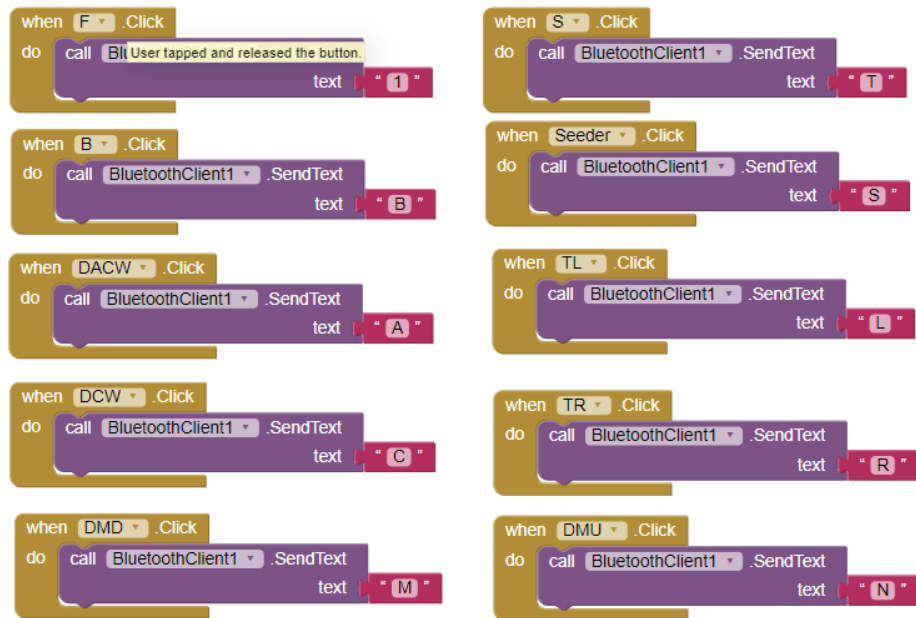 when F .Click
do call Bl User tapped and released the button.
text " 1 "
when B .Click
do call BluetoothClient1 .SendText
text " B "
when DACW .Click
do call BluetoothClient1 .SendText
text " A "
when DCW .Click
do call BluetoothClient1 .SendText
text " C "
when DMD .Click
do call BluetoothClient1 .SendText
text " M "
when S .Click
do call BluetoothClient1 .SendText
text " T "
when Seeder .Click
do call BluetoothClient1 .SendText
text " S "
when TL .Click
do call BluetoothClient1 .SendText
text " L "
when TR .Click
do call BluetoothClient1 .SendText
text " R "
when DMU .Click
do call BluetoothClient1 .SendText
text " N "